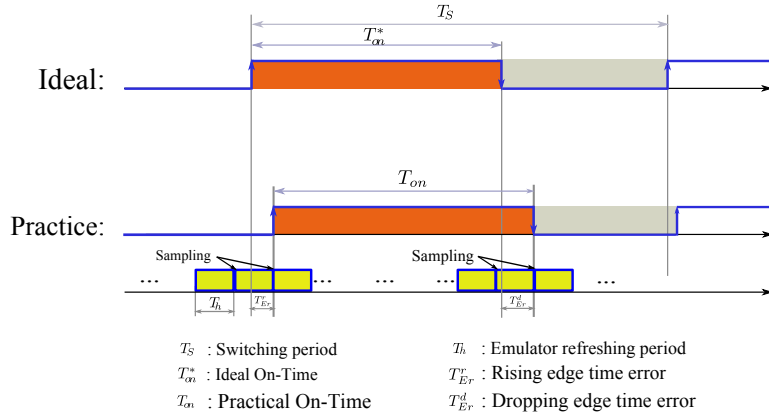 T_S
T*_on
Ideal:
T_on
Practice:
Sampling Sampling
... ... ... ... ...
T_h T^r_Er T^d_Er
T_S : Switching period
T*_on : Ideal On-Time
T_on : Practical On-Time
T_h : Emulator refreshing period
T^r_Er : Rising edge time error
T^d_Er : Dropping edge time error